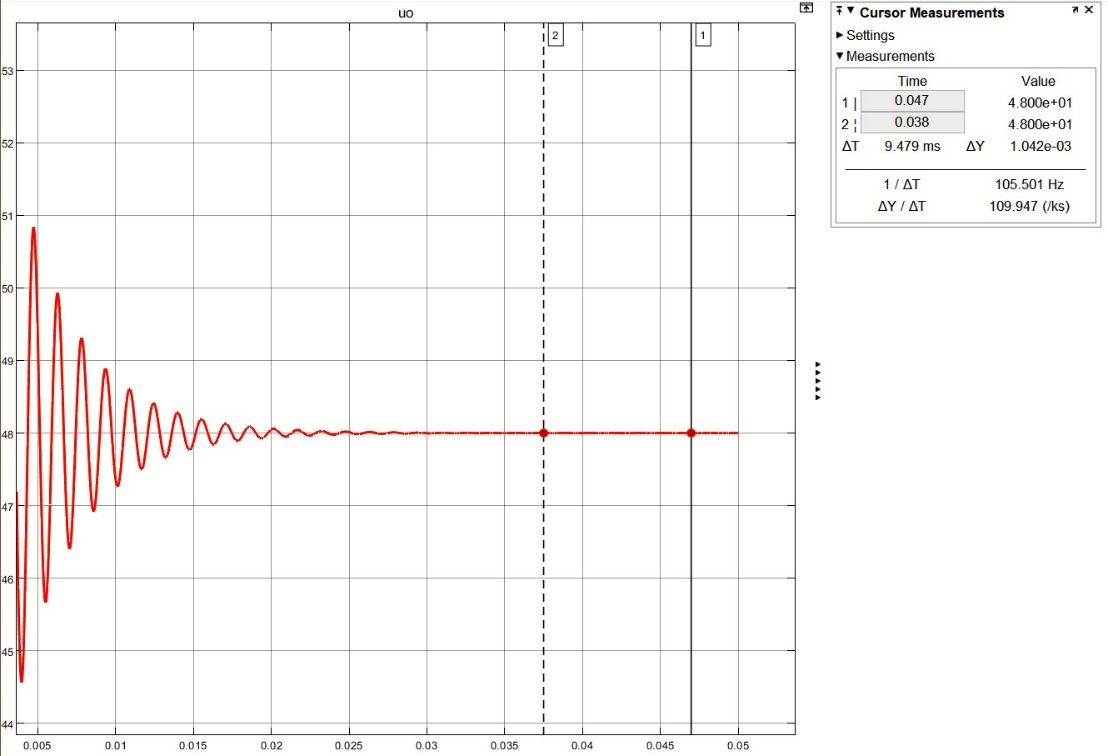 uo
53
52
51
50
49
48
47
46
45
44
0.005 0.01 0.015 0.02 0.025 0.03 0.035 0.04 0.045 0.05
2 1
Cursor Measurements
Settings
Measurements
Time Value
1 | 0.047 4.800e+01
2 ¦ 0.038 4.800e+01
ΔT 9.479 ms ΔY 1.042e-03
1 / ΔT 105.501 Hz
ΔY / ΔT 109.947 (/ks)